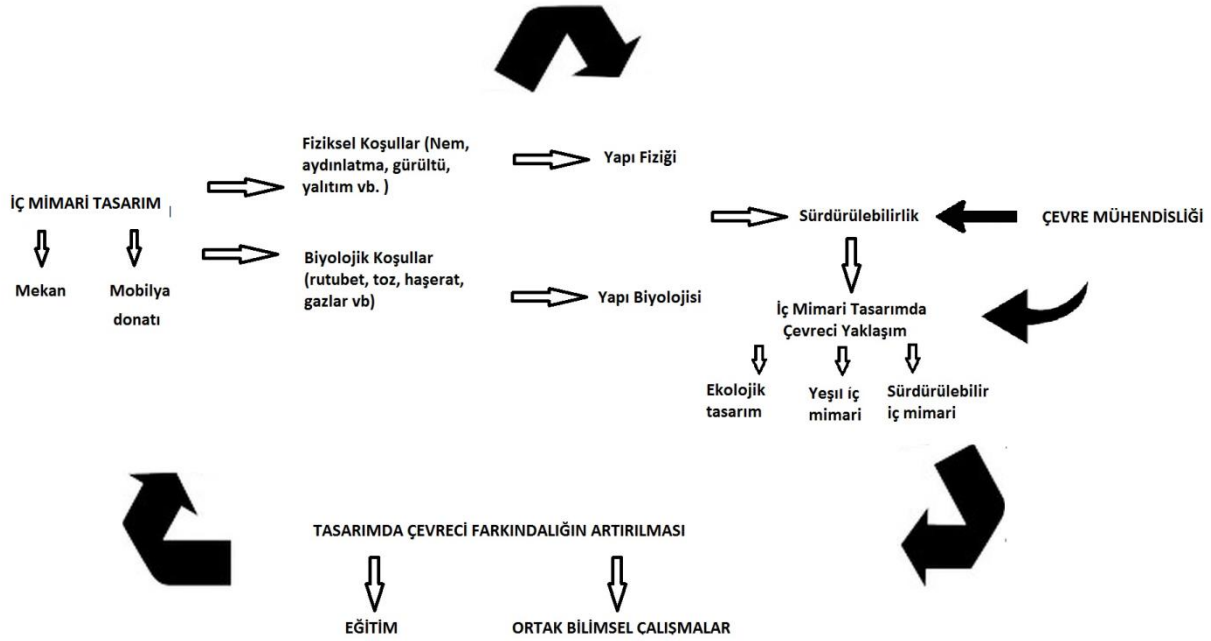 Fiziksel Koşullar (Nem,
aydınlatma, gürültü,
yalıtım vb. )
Yapı Fiziği
İÇ MİMARİ TASARIM
Mekan
Mobilya
donatı
Biyolojik Koşullar
(rutubet, toz, haşerat,
gazlar vb)
Yapı Biyolojisi
Sürdürülebilirlik
ÇEVRE MÜHENDİSLİĞİ
İç Mimari Tasarımda
Çevreci Yaklaşım
Ekolojik
tasarım
Yeşıl iç
mimari
Sürdürülebilir
iç mimari
TASARIMDA ÇEVRECİ FARKINDALIĞIN ARTIRILMASI
EĞİTİM
ORTAK BİLİMSEL ÇALIŞMALAR